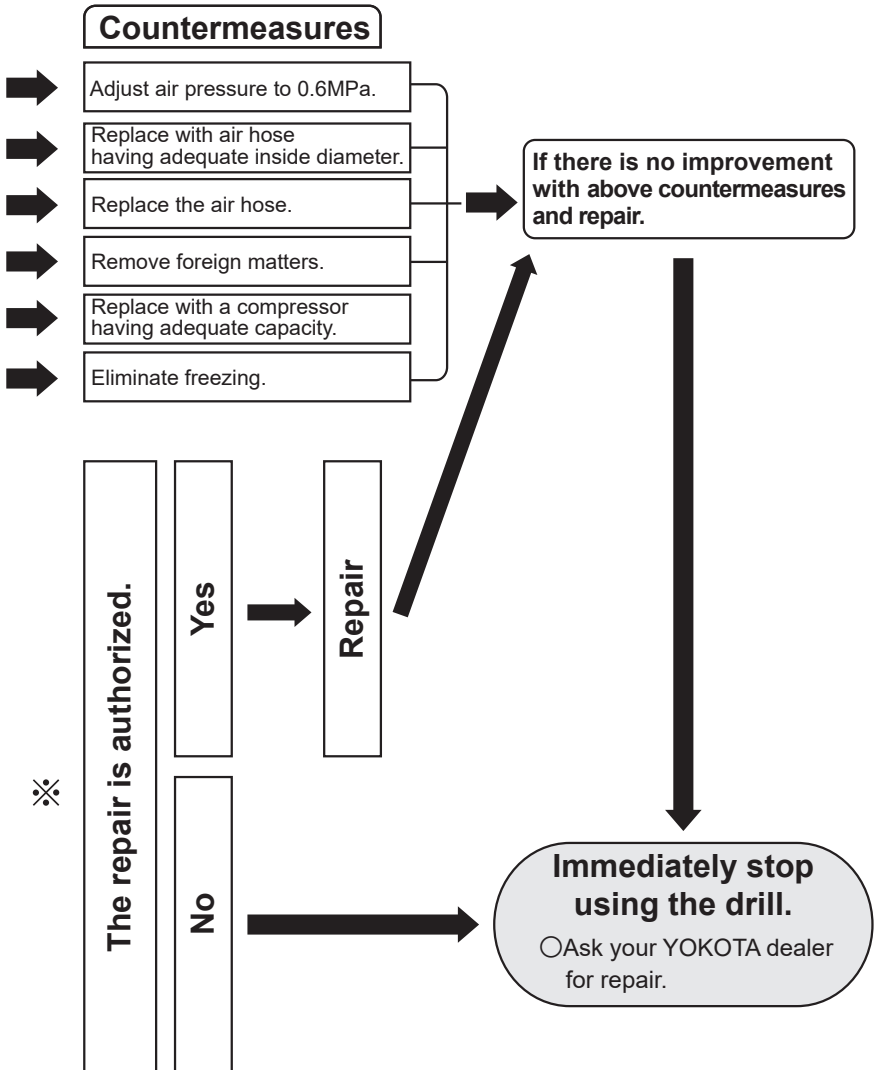 Countermeasures
Adjust air pressure to 0.6MPa.
Replace with air hose
having adequate inside diameter.
Replace the air hose.
Remove foreign matters.
Replace with a compressor
having adequate capacity.
Eliminate freezing.
If there is no improvement
with above countermeasures
and repair.
※
The repair is authorized.
Yes
Repair
No
Immediately stop
using the drill.
○Ask your YOKOTA dealer
for repair.